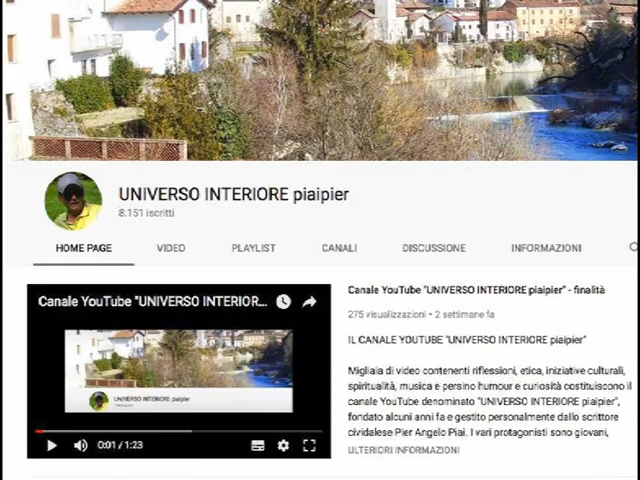 UNIVERSO INTERIORE piaipier
8.151 iscritti
HOME PAGE VIDEO PLAYLIST CANALI DISCUSSIONE INFORMAZIONI
Canale YouTube "UNIVERSO INTERIOR...
UNIVERSO INTERIORE piaipier
0:01 / 1:23
Canale YouTube "UNIVERSO INTERIORE piaipier" - finalità
275 visualizzazioni • 2 settimane fa
IL CANALE YOUTUBE "UNIVERSO INTERIORE piaipier"
Migliaia di video contenenti riflessioni, etica, iniziative culturali,
spiritualità, musica e persino humour e curiosità costituiscono il
canale YouTube denominato "UNIVERSO INTERIORE piaipier",
fondato alcuni anni fa e gestito personalmente dallo scrittore
cividalese Pier Angelo Piai. I vari protagonisti sono giovani,
ULTERIORI INFORMAZIONI